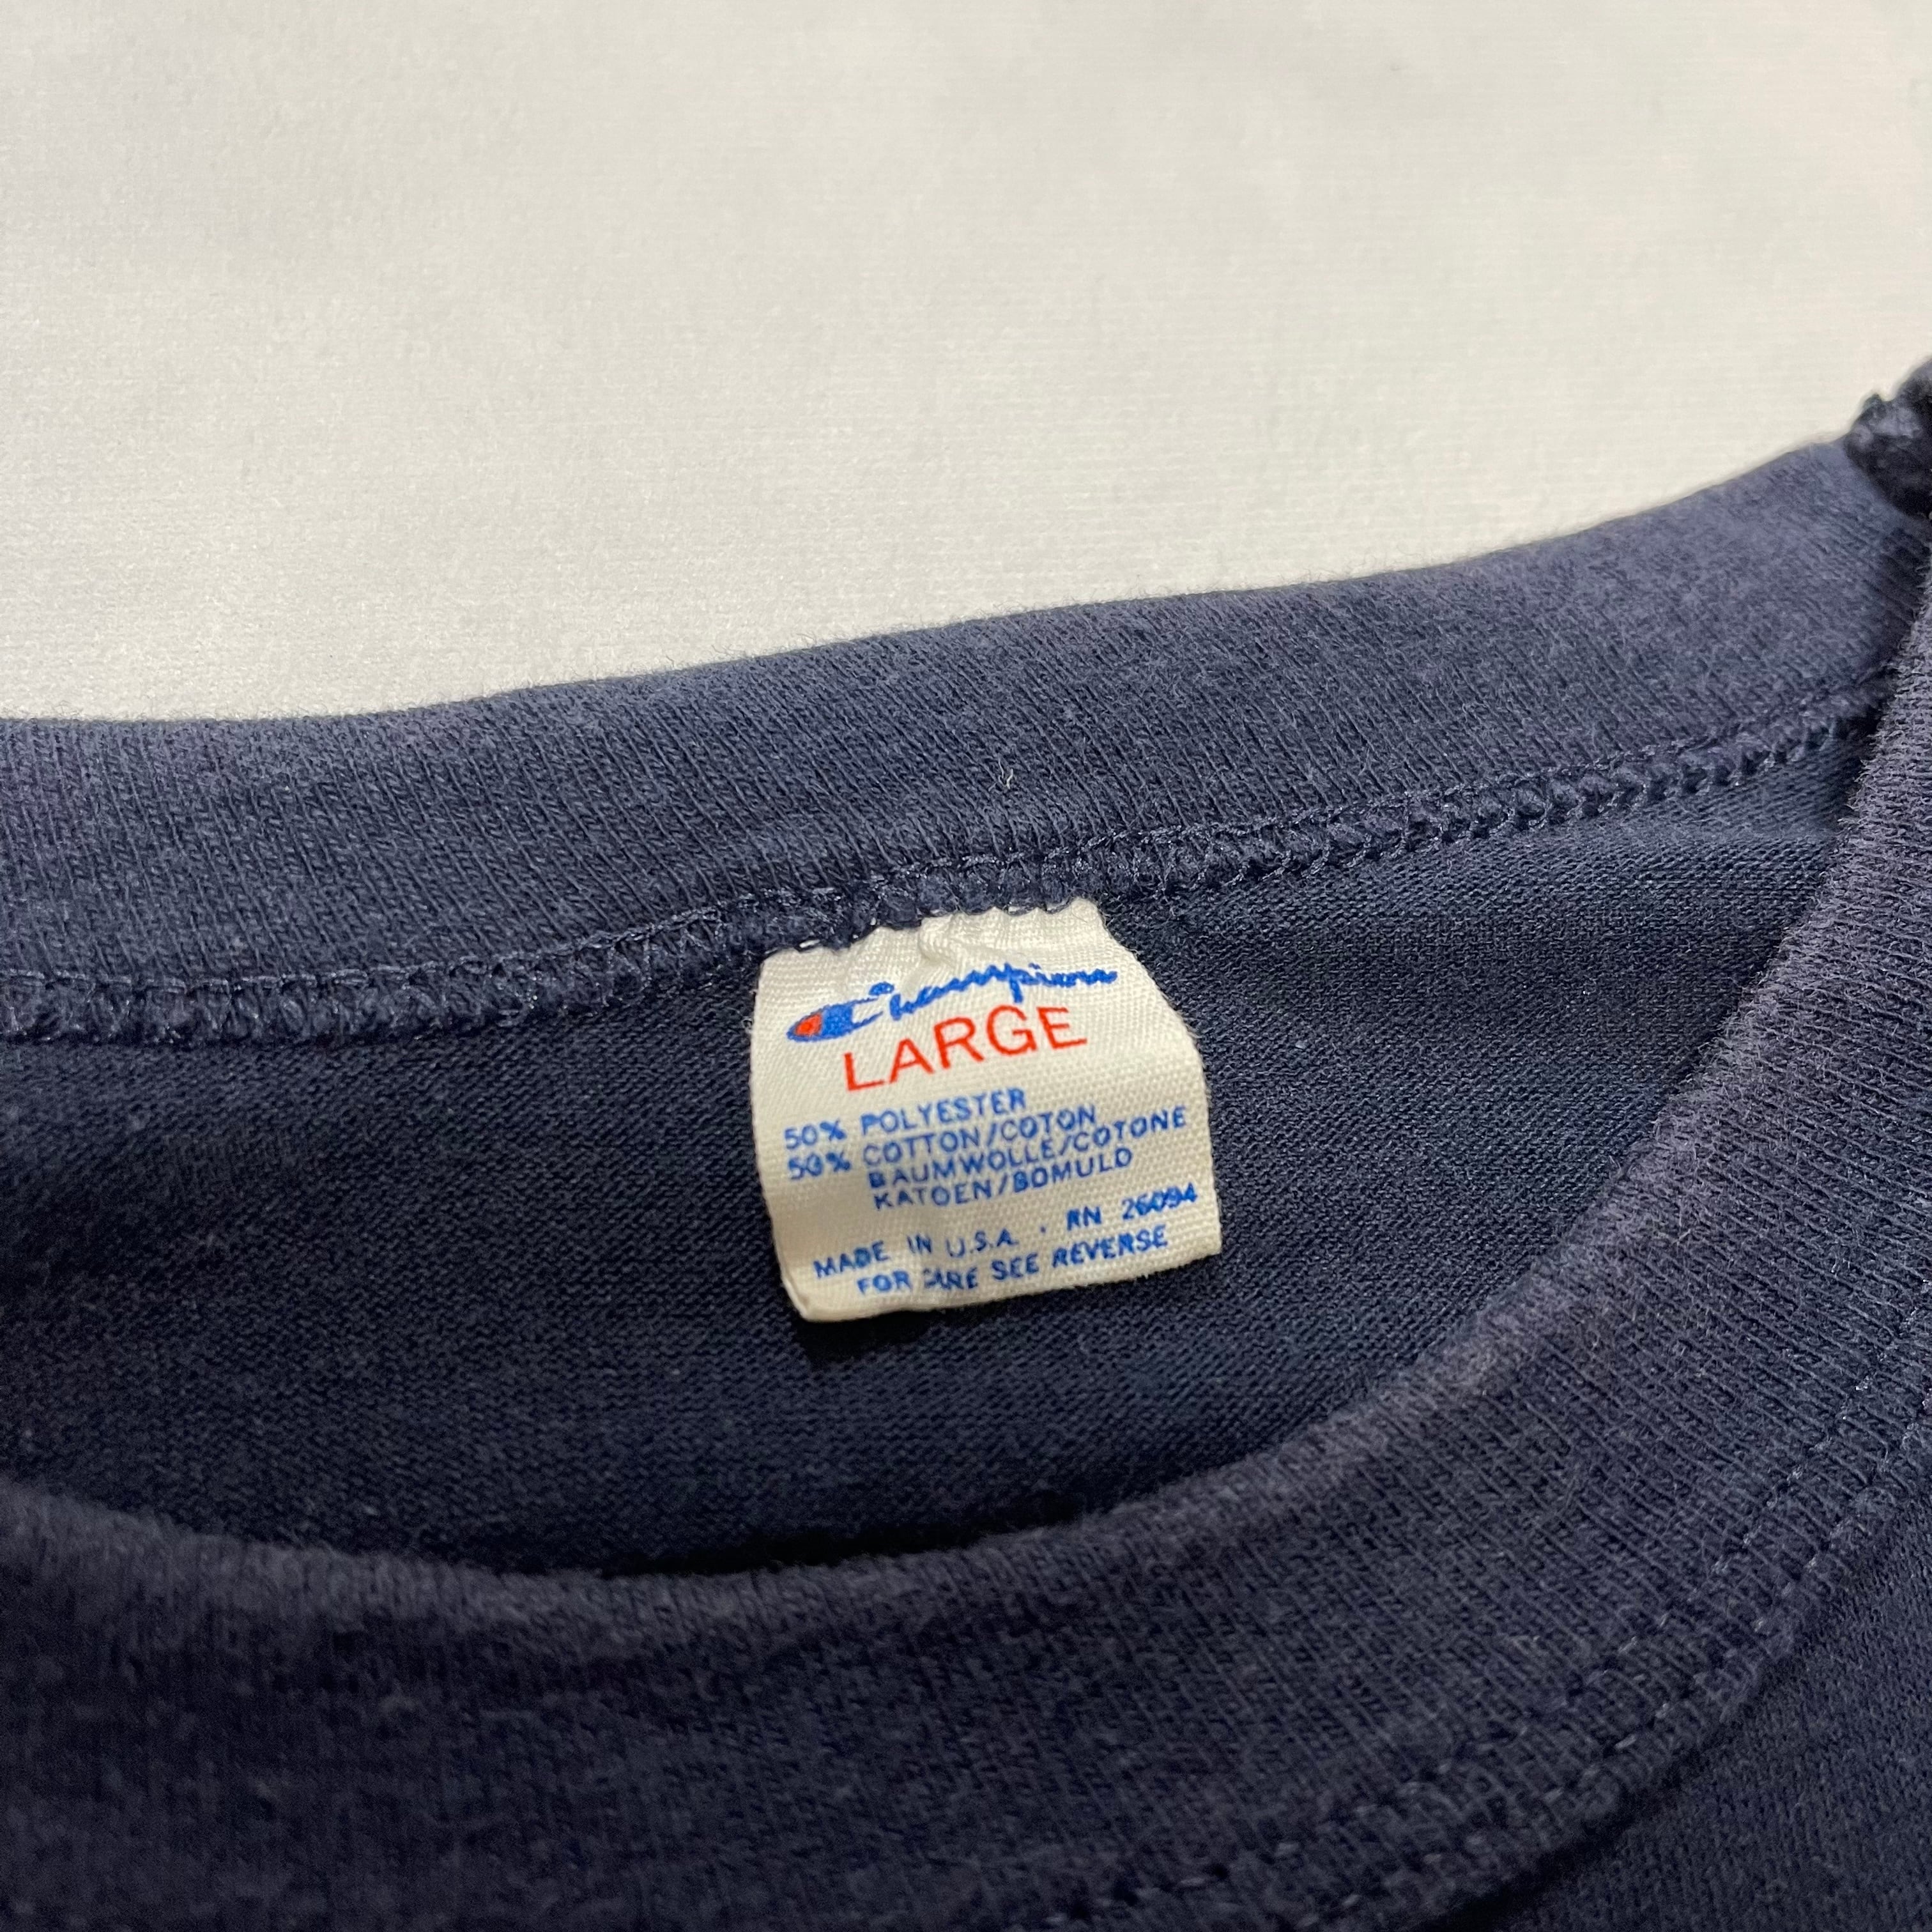 Champion
LARGE
50% POLYESTER
50% COTTON/COTON
BAUMWOLLE/COTONE
KATOEN/BOMULD
MADE IN U.S.A. . RN 26094
FOR CARE SEE REVERSE